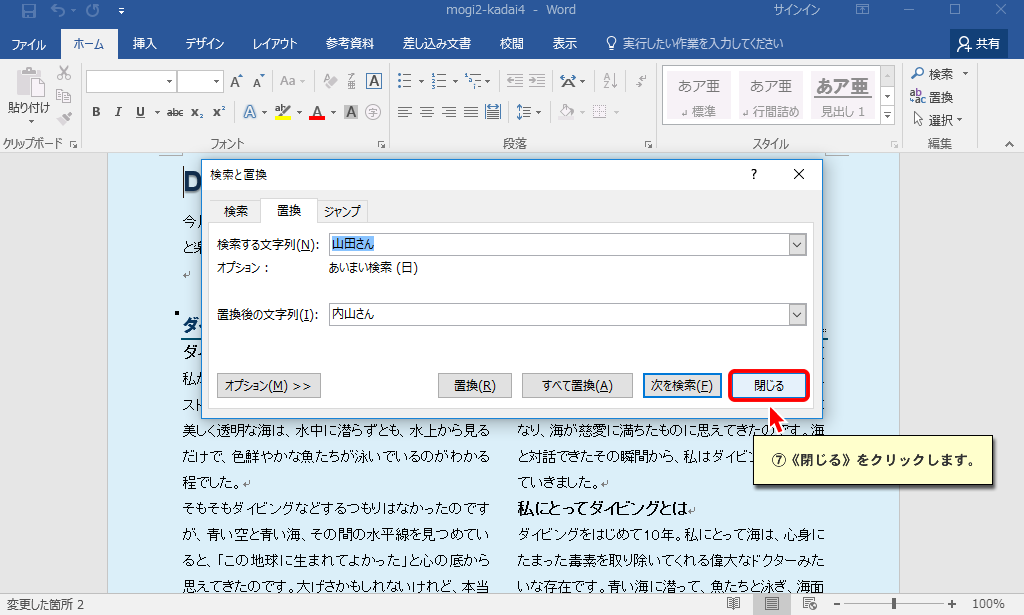 mogi2-kadai4 - Word
サインイン
ファイル ホーム 挿入 デザイン レイアウト 参考資料 差し込み文書 校閲 表示 実行したい作業を入力してください 共有
貼り付け
B I U abc x₂ x² A ab A A 字
A A Aa A 亜 A
あア亜 あア亜 あア亜
↲標準 ↲行間詰め 見出し 1
検索
置換
選択
クリップボード フォント 段落 スタイル 編集
D
今
と
検索と置換 ?
検索 置換 ジャンプ
検索する文字列(N): 山田さん
オプション： あいまい検索 (日)
置換後の文字列(I): 内山さん
オプション(M) >> 置換(R) すべて置換(A) 次を検索(F) 閉じる
⑦《閉じる》をクリックします。
ダ
ダ
私
スト
美しく透明な海は、水中に潜らずとも、水上から見る
だけで、色鮮やかな魚たちが泳いでいるのがわかる
程でした。↲
そもそもダイビングなどするつもりはなかったのです
が、青い空と青い海、その間の水平線を見つめてい
ると、「この地球に生まれてよかった」と心の底から
思えてきたのです。大げさかもしれないけれど、本当
なり、海が慈愛に満ちたものに思えてきたのです。海
と対話できたその瞬間から、私はダイビ
ていきました。↲
私にとってダイビングとは↲
ダイビングをはじめて10年。私にとって海は、心身に
たまった毒素を取り除いてくれる偉大なドクターみた
いな存在です。青い海に潜って、魚たちと泳ぎ、海面
変更した箇所 2
100%